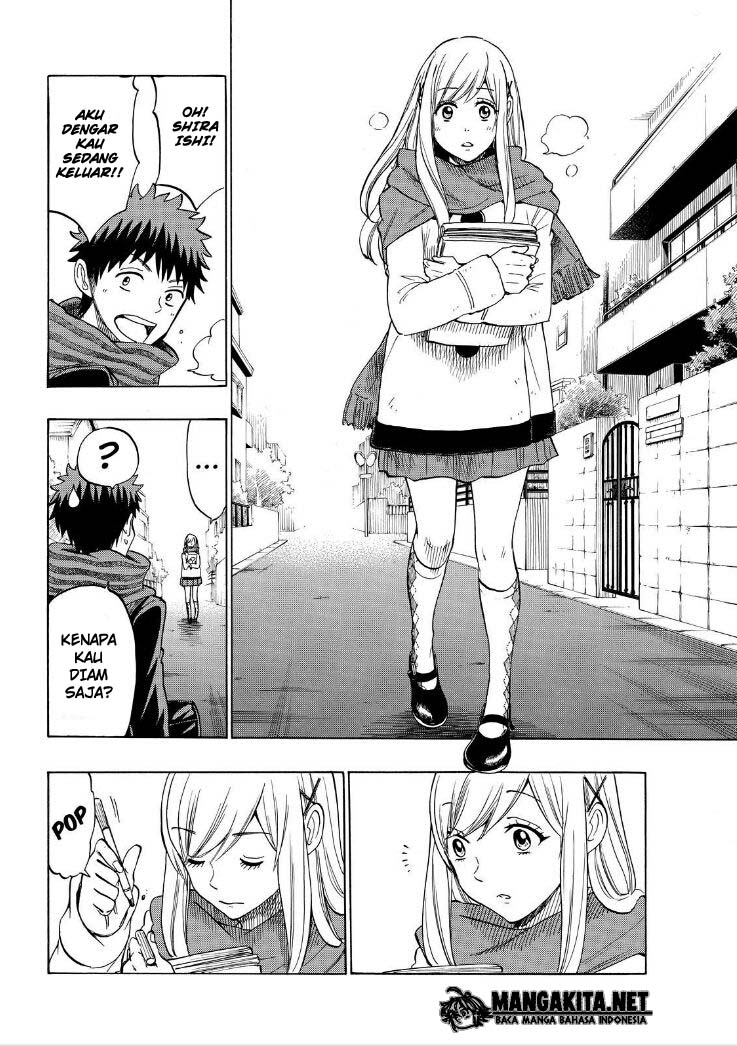 OH!
SHIRA
ISHI!
AKU
DENGAR
KAU
SEDANG
KELUAR!!
...
?
KENAPA
KAU
DIAM
SAJA?
POP
MANGAKITA.NET
BACA MANGA BAHASA INDONESIA